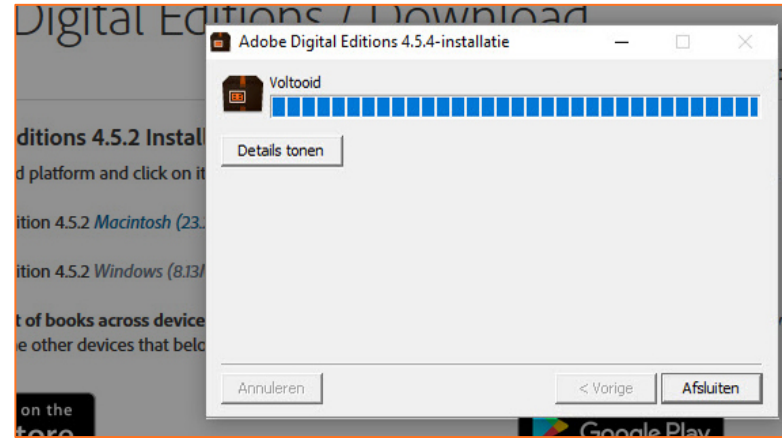 Digital Editions / Download
Adobe Digital Editions 4.5.4-installatie
Voltooid
Details tonen
ditions 4.5.2 Instal
d platform and click on it
ition 4.5.2 Macintosh (23.
ition 4.5.2 Windows (8.13
t of books across device
e other devices that belo
Annuleren
< Vorige
Afsluiten
on the
Google Play